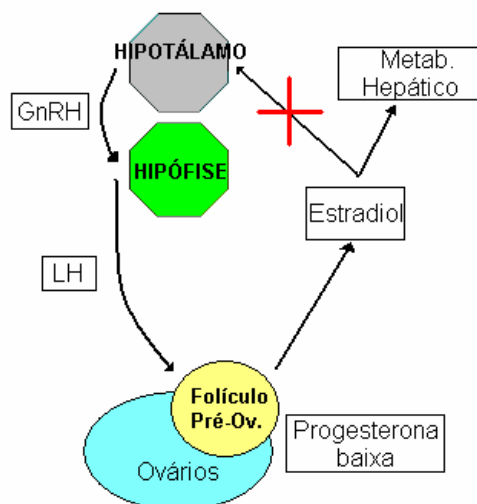 HIPOTÁLAMO
Metab.
Hepático
GnRH
HIPÓFISE
Estradiol
LH
Folículo
Pré-Ov.
Progesterona
baixa
Ovários